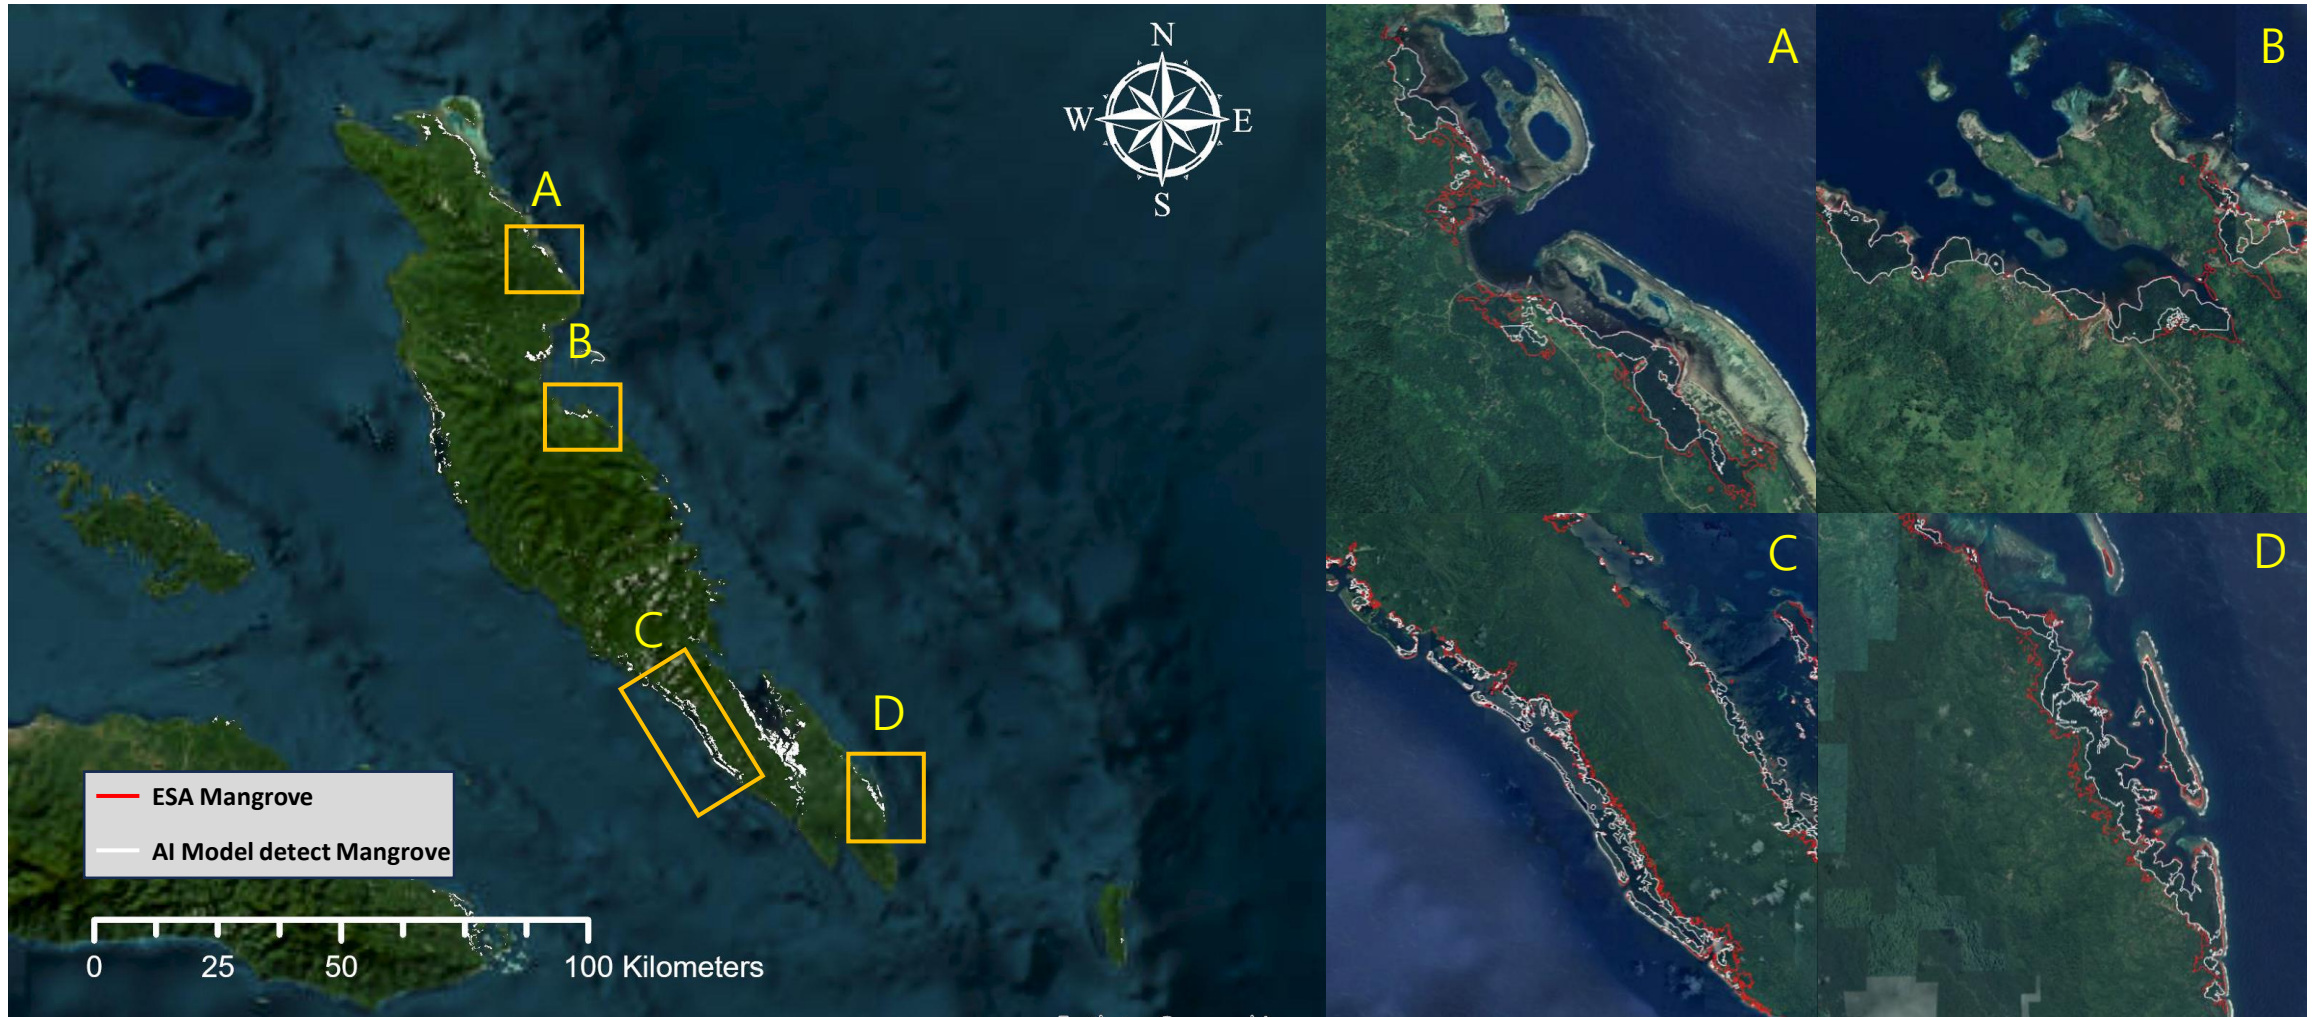 N
W E
S
A
B
C
D
ESA Mangrove
AI Model detect Mangrove
0 25 50 100 Kilometers
A
B
C
D